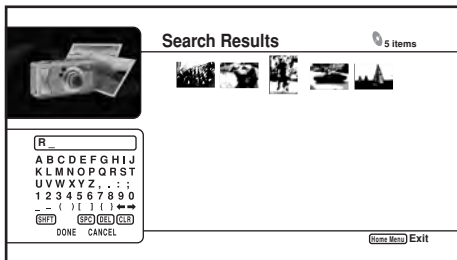 Search Results
5 items
R_
A B C D E F G H I J
K L M N O P Q R S T
U V W X Y Z , . : ;
1 2 3 4 5 6 7 8 9 0
_ – ( ) [ ] { } ⬅ ➡
SHFT SPC DEL CLR
DONE CANCEL
Home Menu Exit